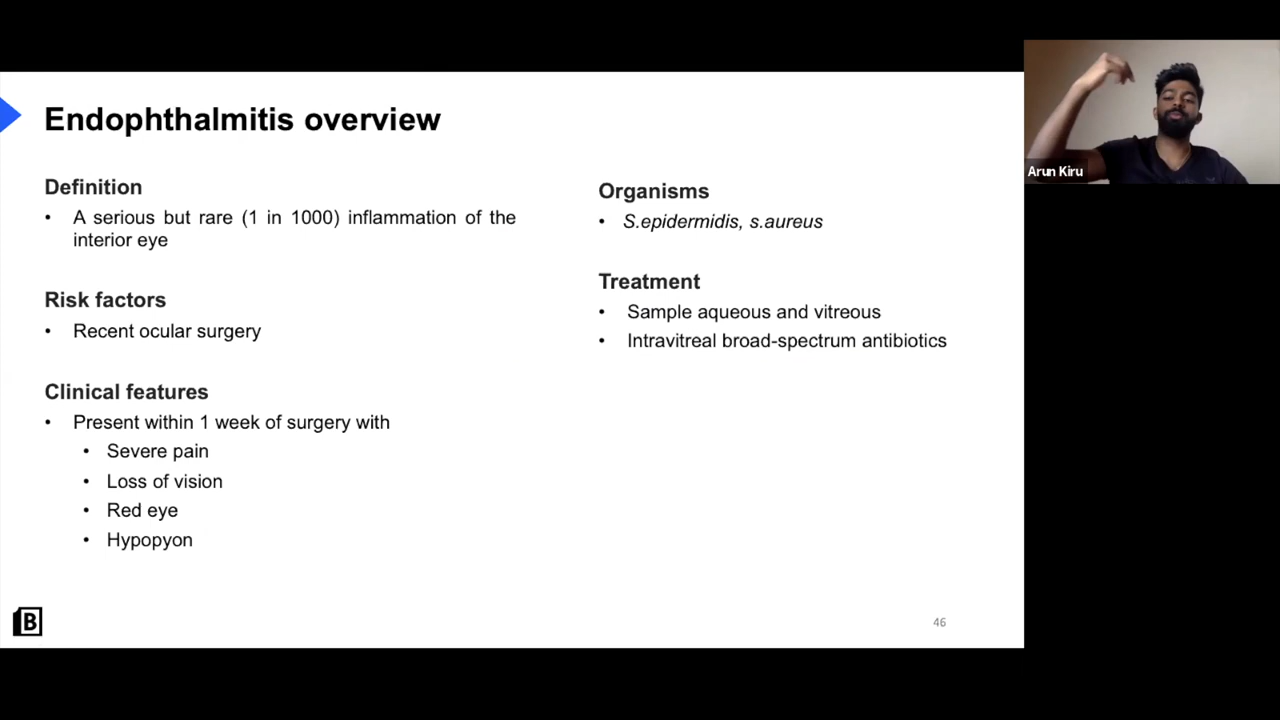 Endophthalmitis overview
Definition
• A serious but rare (1 in 1000) inflammation of the
interior eye
Risk factors
• Recent ocular surgery
Clinical features
• Present within 1 week of surgery with
• Severe pain
• Loss of vision
• Red eye
• Hypopyon
Organisms
• S.epidermidis, s.aureus
Treatment
• Sample aqueous and vitreous
• Intravitreal broad-spectrum antibiotics
B
46
Arun Kiru